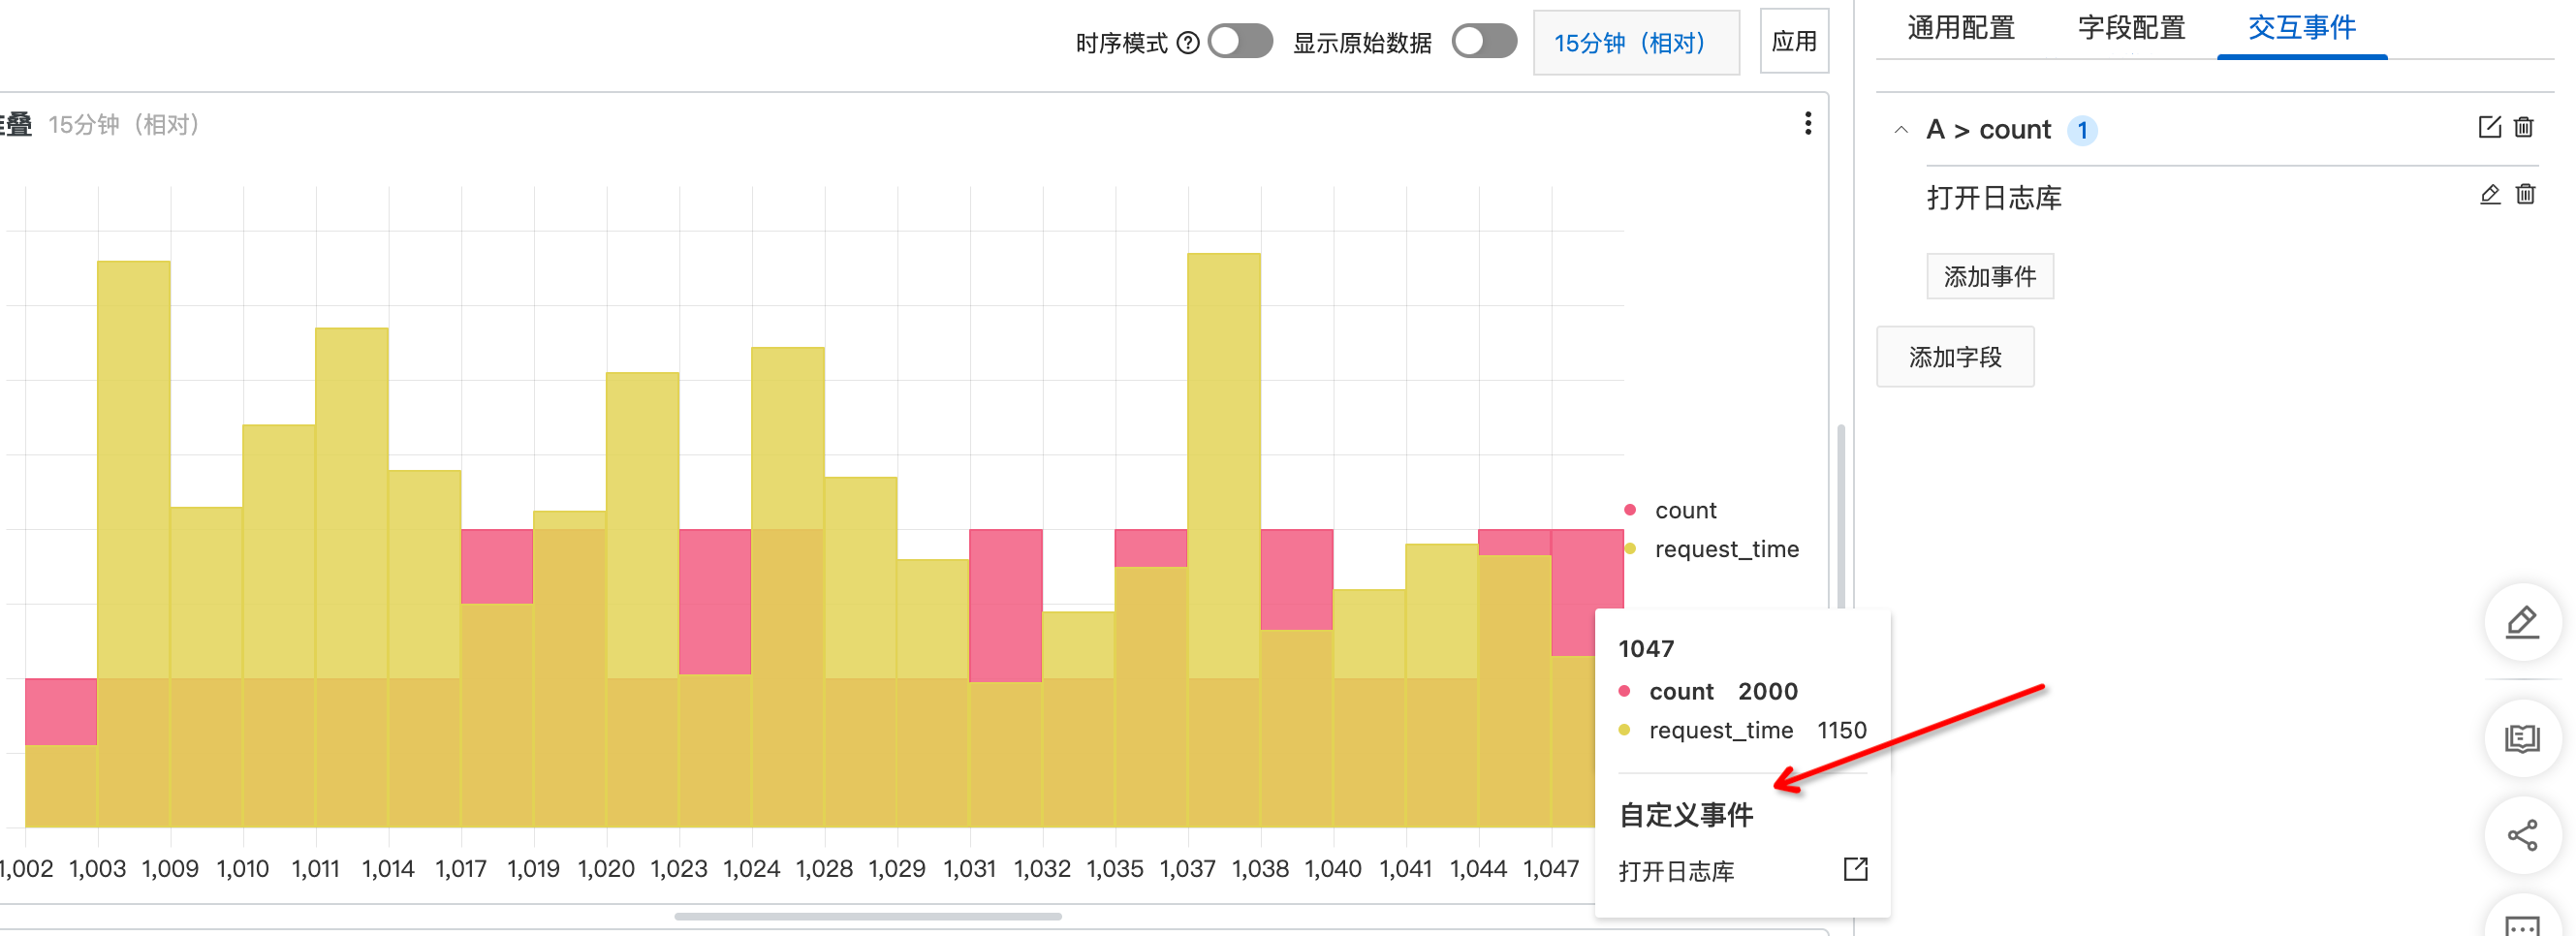 时序模式
显示原始数据
15分钟（相对）
应用
通用配置
字段配置
交互事件
叠 15分钟（相对）
A > count 1
打开日志库
添加事件
添加字段
count
request_time
1047
count 2000
request_time 1150
自定义事件
打开日志库
1,002 1,003 1,009 1,010 1,011 1,014 1,017 1,019 1,020 1,023 1,024 1,028 1,029 1,031 1,032 1,035 1,037 1,038 1,040 1,041 1,044 1,047